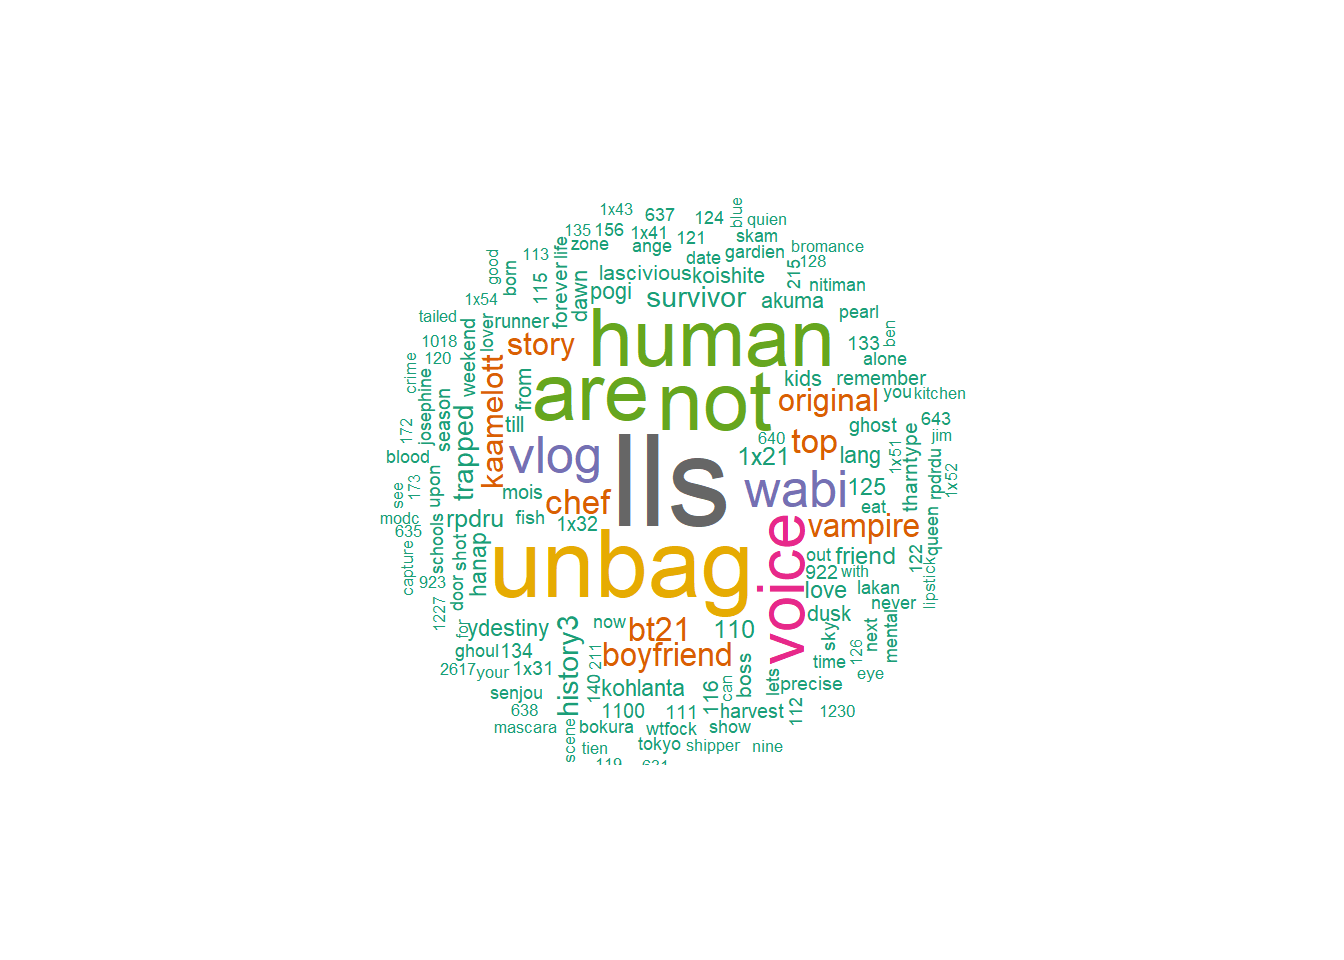 1x43
637
124
blue
quien
135
156
1x41
121
skam
zone
ange
gardien
bromance
good
113
life
date
128
born
115
forever
dawn
lascivious
koishite
215
nitiman
1x54
pogi
survivor
akuma
pearl
tailed
runner
human
ben
1018
lover
story
133
120
weekend
alone
crime
kaamelott
from
are
not
kids
remember
josephine
season
original
you
kitchen
172
till
ghost
643
trapped
vlog
lls
640
top
jim
blood
1x21
lang
1x51
tharntype
rpdrdu
1x52
see
173
upon
mois
chef
wabi
125
modc
rpdru
fish
1x32
eat
vampire
queen
635
schools
shot
hanap
unbag
voice
out
friend
122
capture
923
door
922
with
lipstick
1227
love
lakan
never
for
ydestiny
now
bt21
110
dusk
sky
next
mental
ghoul
134
history3
211
boyfriend
time
126
2617
your
1x31
140
kohlanta
can
boss
lets
precise
eye
senjou
116
638
1100
111
harvest
112
1230
mascara
scene
bokura
wtfock
show
tien
tokyo
shipper
nine
119
631